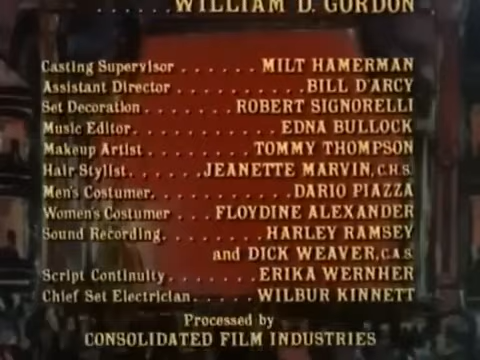 ......WILLIAM D. GORDON
Casting Supervisor......MILT HAMERMAN
Assistant Director...........BILL D'ARCY
Set Decoration........ROBERT SIGNORELLI
Music Editor............EDNA BULLOCK
Makeup Artist........TOMMY THOMPSON
Hair Stylist......JEANETTE MARVIN, C.H.S.
Men's Costumer...........DARIO PIAZZA
Women's Costumer...FLOYDINE ALEXANDER
Sound Recording........HARLEY RAMSEY
and DICK WEAVER, C.A.S.
Script Continuity.......ERIKA WERNHER
Chief Set Electrician.....WILBUR KINNETT
Processed by
CONSOLIDATED FILM INDUSTRIES